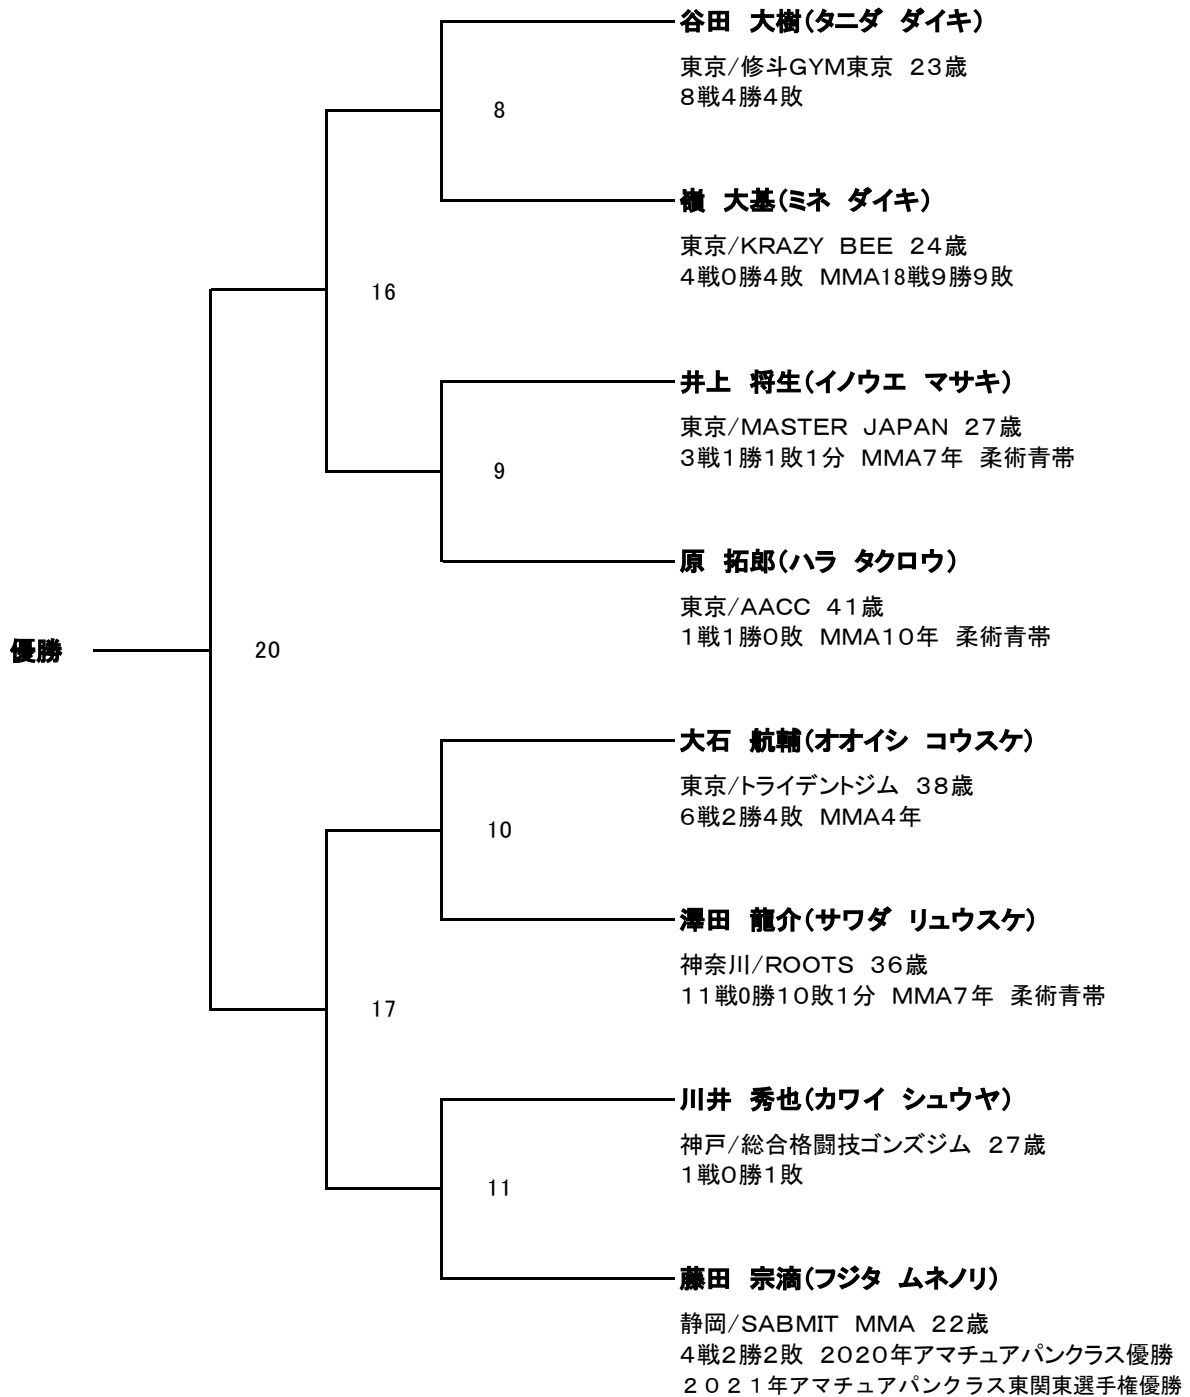 谷田　大樹（タニダ　ダイキ）
東京/修斗GYM東京　23歳
8戦4勝4敗
8
嶺　大基（ミネ　ダイキ）
東京/KRAZY　BEE　24歳
4戦0勝4敗　MMA18戦9勝9敗
16
井上　将生（イノウエ　マサキ）
東京/MASTER　JAPAN　27歳
3戦1勝1敗1分　MMA7年　柔術青帯
9
原　拓郎（ハラ　タクロウ）
東京/AACC　41歳
1戦1勝0敗　MMA10年　柔術青帯
優勝
20
大石　航輔（オオイシ　コウスケ）
東京/トライデントジム　38歳
6戦2勝4敗　MMA4年
10
澤田　龍介（サワダ　リュウスケ）
神奈川/ROOTS　36歳
11戦0勝10敗1分　MMA7年　柔術青帯
17
川井　秀也（カワイ　シュウヤ）
神戸/総合格闘技ゴンズジム　27歳
1戦0勝1敗
11
藤田　宗滴（フジタ　ムネノリ）
静岡/SABMIT　MMA　22歳
4戦2勝2敗　2020年アマチュアパンクラス優勝
２０２１年アマチュアパンクラス東関東選手権優勝